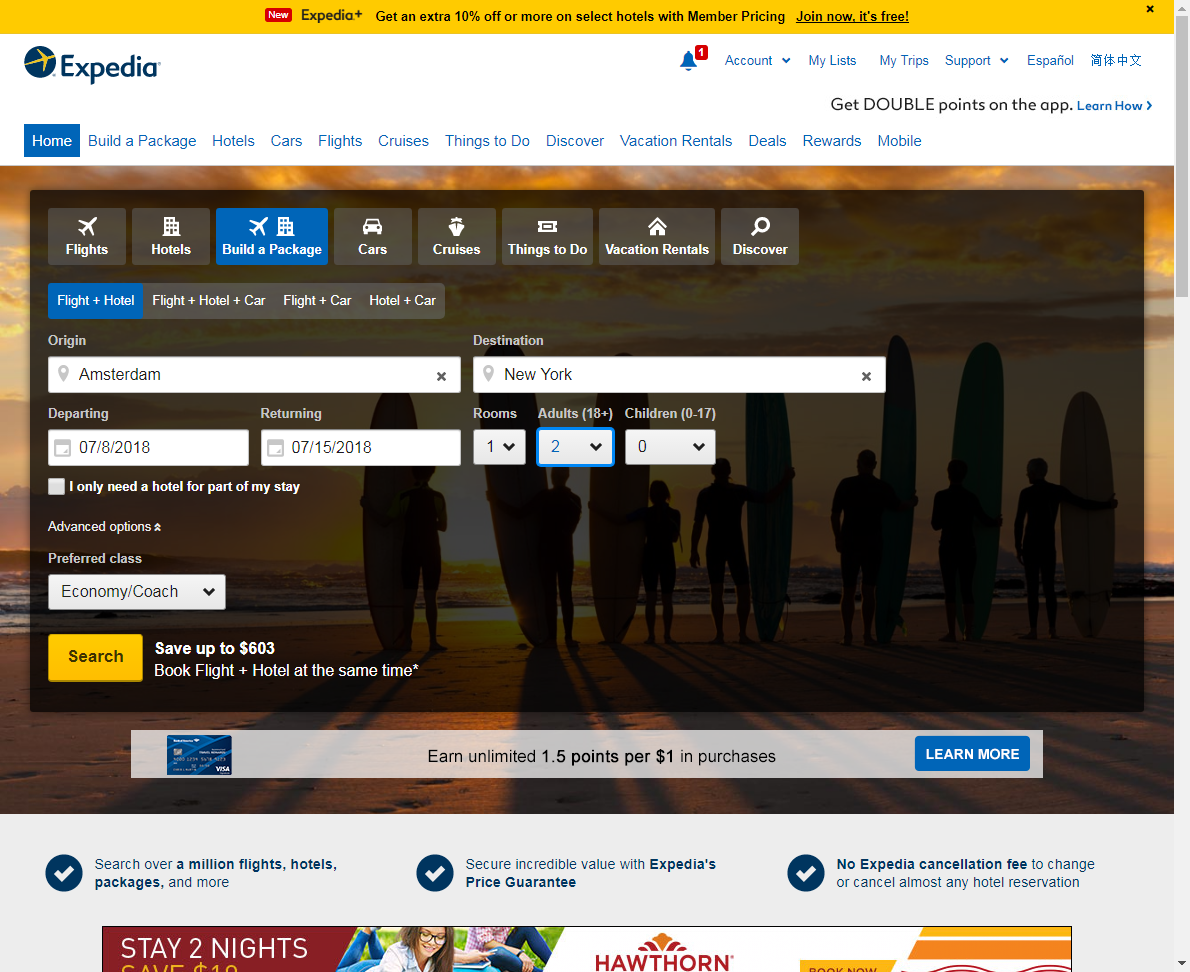 New Expedia+ Get an extra 10% off or more on select hotels with Member Pricing Join now, it's free!
Expedia
1 Account My Lists My Trips Support Español 简体中文
Get DOUBLE points on the app. Learn How
Home Build a Package Hotels Cars Flights Cruises Things to Do Discover Vacation Rentals Deals Rewards Mobile
Flights Hotels Build a Package Cars Cruises Things to Do Vacation Rentals Discover
Flight + Hotel Flight + Hotel + Car Flight + Car Hotel + Car
Origin Destination
Amsterdam New York
Departing Returning Rooms Adults (18+) Children (0-17)
07/8/2018 07/15/2018 1 2 0
I only need a hotel for part of my stay
Advanced options
Preferred class
Economy/Coach
Search
Save up to $603
Book Flight + Hotel at the same time*
VISA
Earn unlimited 1.5 points per $1 in purchases
LEARN MORE
Search over a million flights, hotels,
packages, and more
Secure incredible value with Expedia's
Price Guarantee
No Expedia cancellation fee to change
or cancel almost any hotel reservation
STAY 2 NIGHTS
SAVE $10
HAWTHORN
BOOK NOW